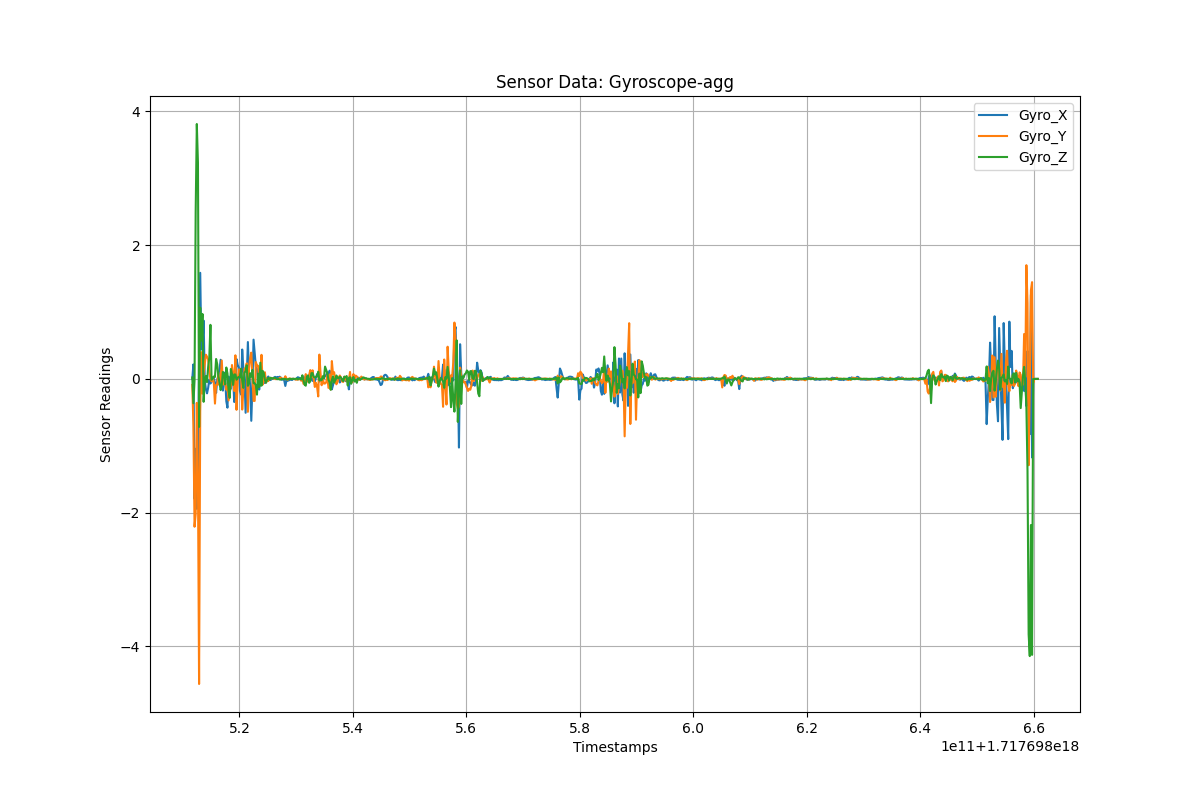 Sensor Data: Gyroscope-agg
Gyro_X
Gyro_Y
Gyro_Z
Sensor Readings
4
2
0
−2
−4
5.2 5.4 5.6 5.8 6.0 6.2 6.4 6.6
Timestamps
1e11+1.717698e18